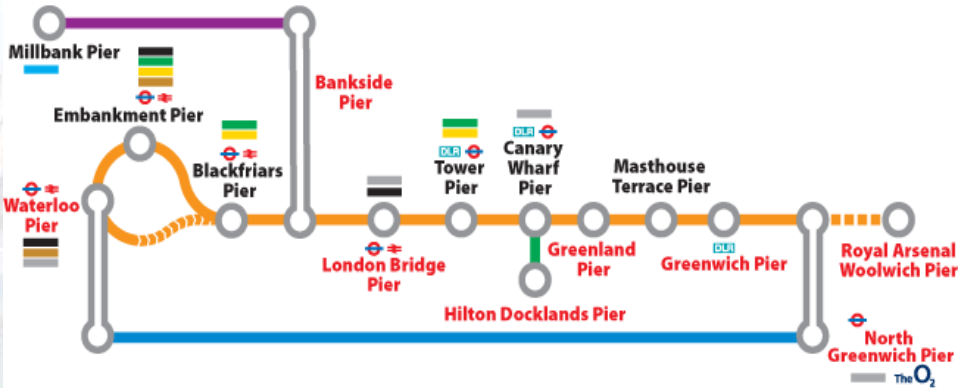 Millbank Pier
Bankside
Pier
Embankment Pier
Blackfriars
Pier
DLR
Tower
Pier
DLR
Canary
Wharf
Pier
Masthouse
Terrace Pier
Waterloo
Pier
London Bridge
Pier
Greenland
Pier
DLR
Greenwich Pier
Royal Arsenal
Woolwich Pier
Hilton Docklands Pier
North
Greenwich Pier
The O2